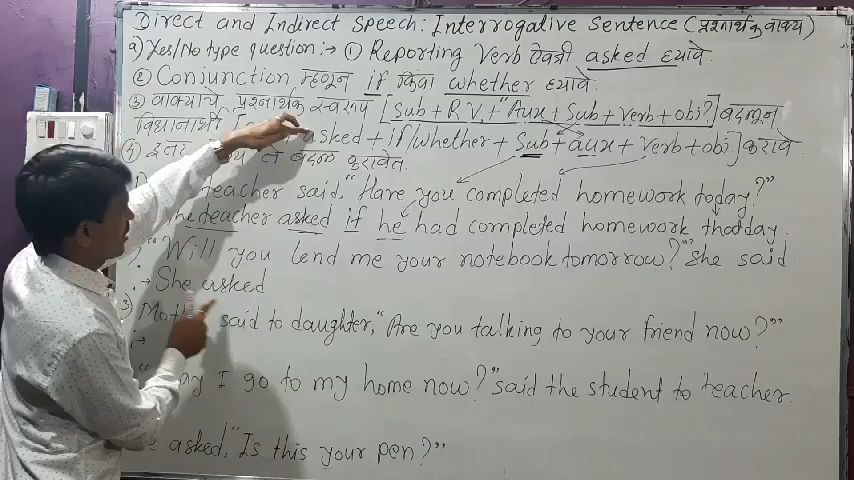 Direct and Indirect Speech: Interrogative Sentence (प्रश्नार्थक वाक्य)
a) Yes/No type question :→ ① Reporting Verb ऐवजी asked घ्यावे.
② Conjunction म्हणून if किंवा whether घ्यावे.
③ वाक्याचे प्रश्नार्थक स्वरूप [Sub + R.V. + "Aux + Sub + Verb + obj?] बदलून
विधानार्थी asked + if/whether + Sub + aux + Verb + obj] करावे.
④ इतर बदल करावेत.
teacher said, "Have you completed homework today?"
teacher asked if he had completed homework that day.
"Will you lend me your notebook tomorrow?" she said
→ She asked
3) said to daughter, "Are you talking to your friend now?"
→
I go to my home now?" said the student to teacher.
asked, "Is this your pen?"